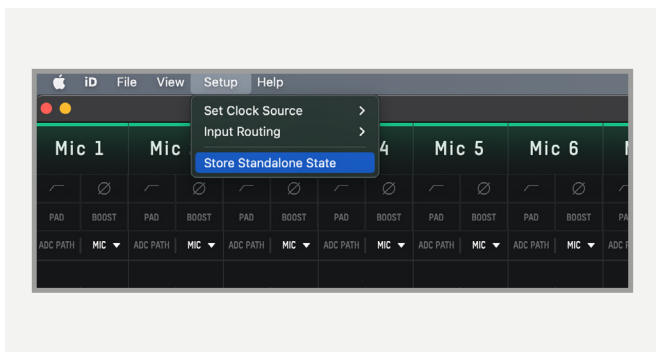 iD File View Setup Help
Set Clock Source
Input Routing
Store Standalone State
Mic 1 Mic 4 Mic 5 Mic 6
PAD BOOST PAD BOOST PAD BOOST PAD BOOST PAD BOOST PAD BOOST PA
ADC PATH MIC ADC PATH MIC ADC PATH MIC ADC PATH MIC ADC PATH MIC ADC PATH MIC ADC P